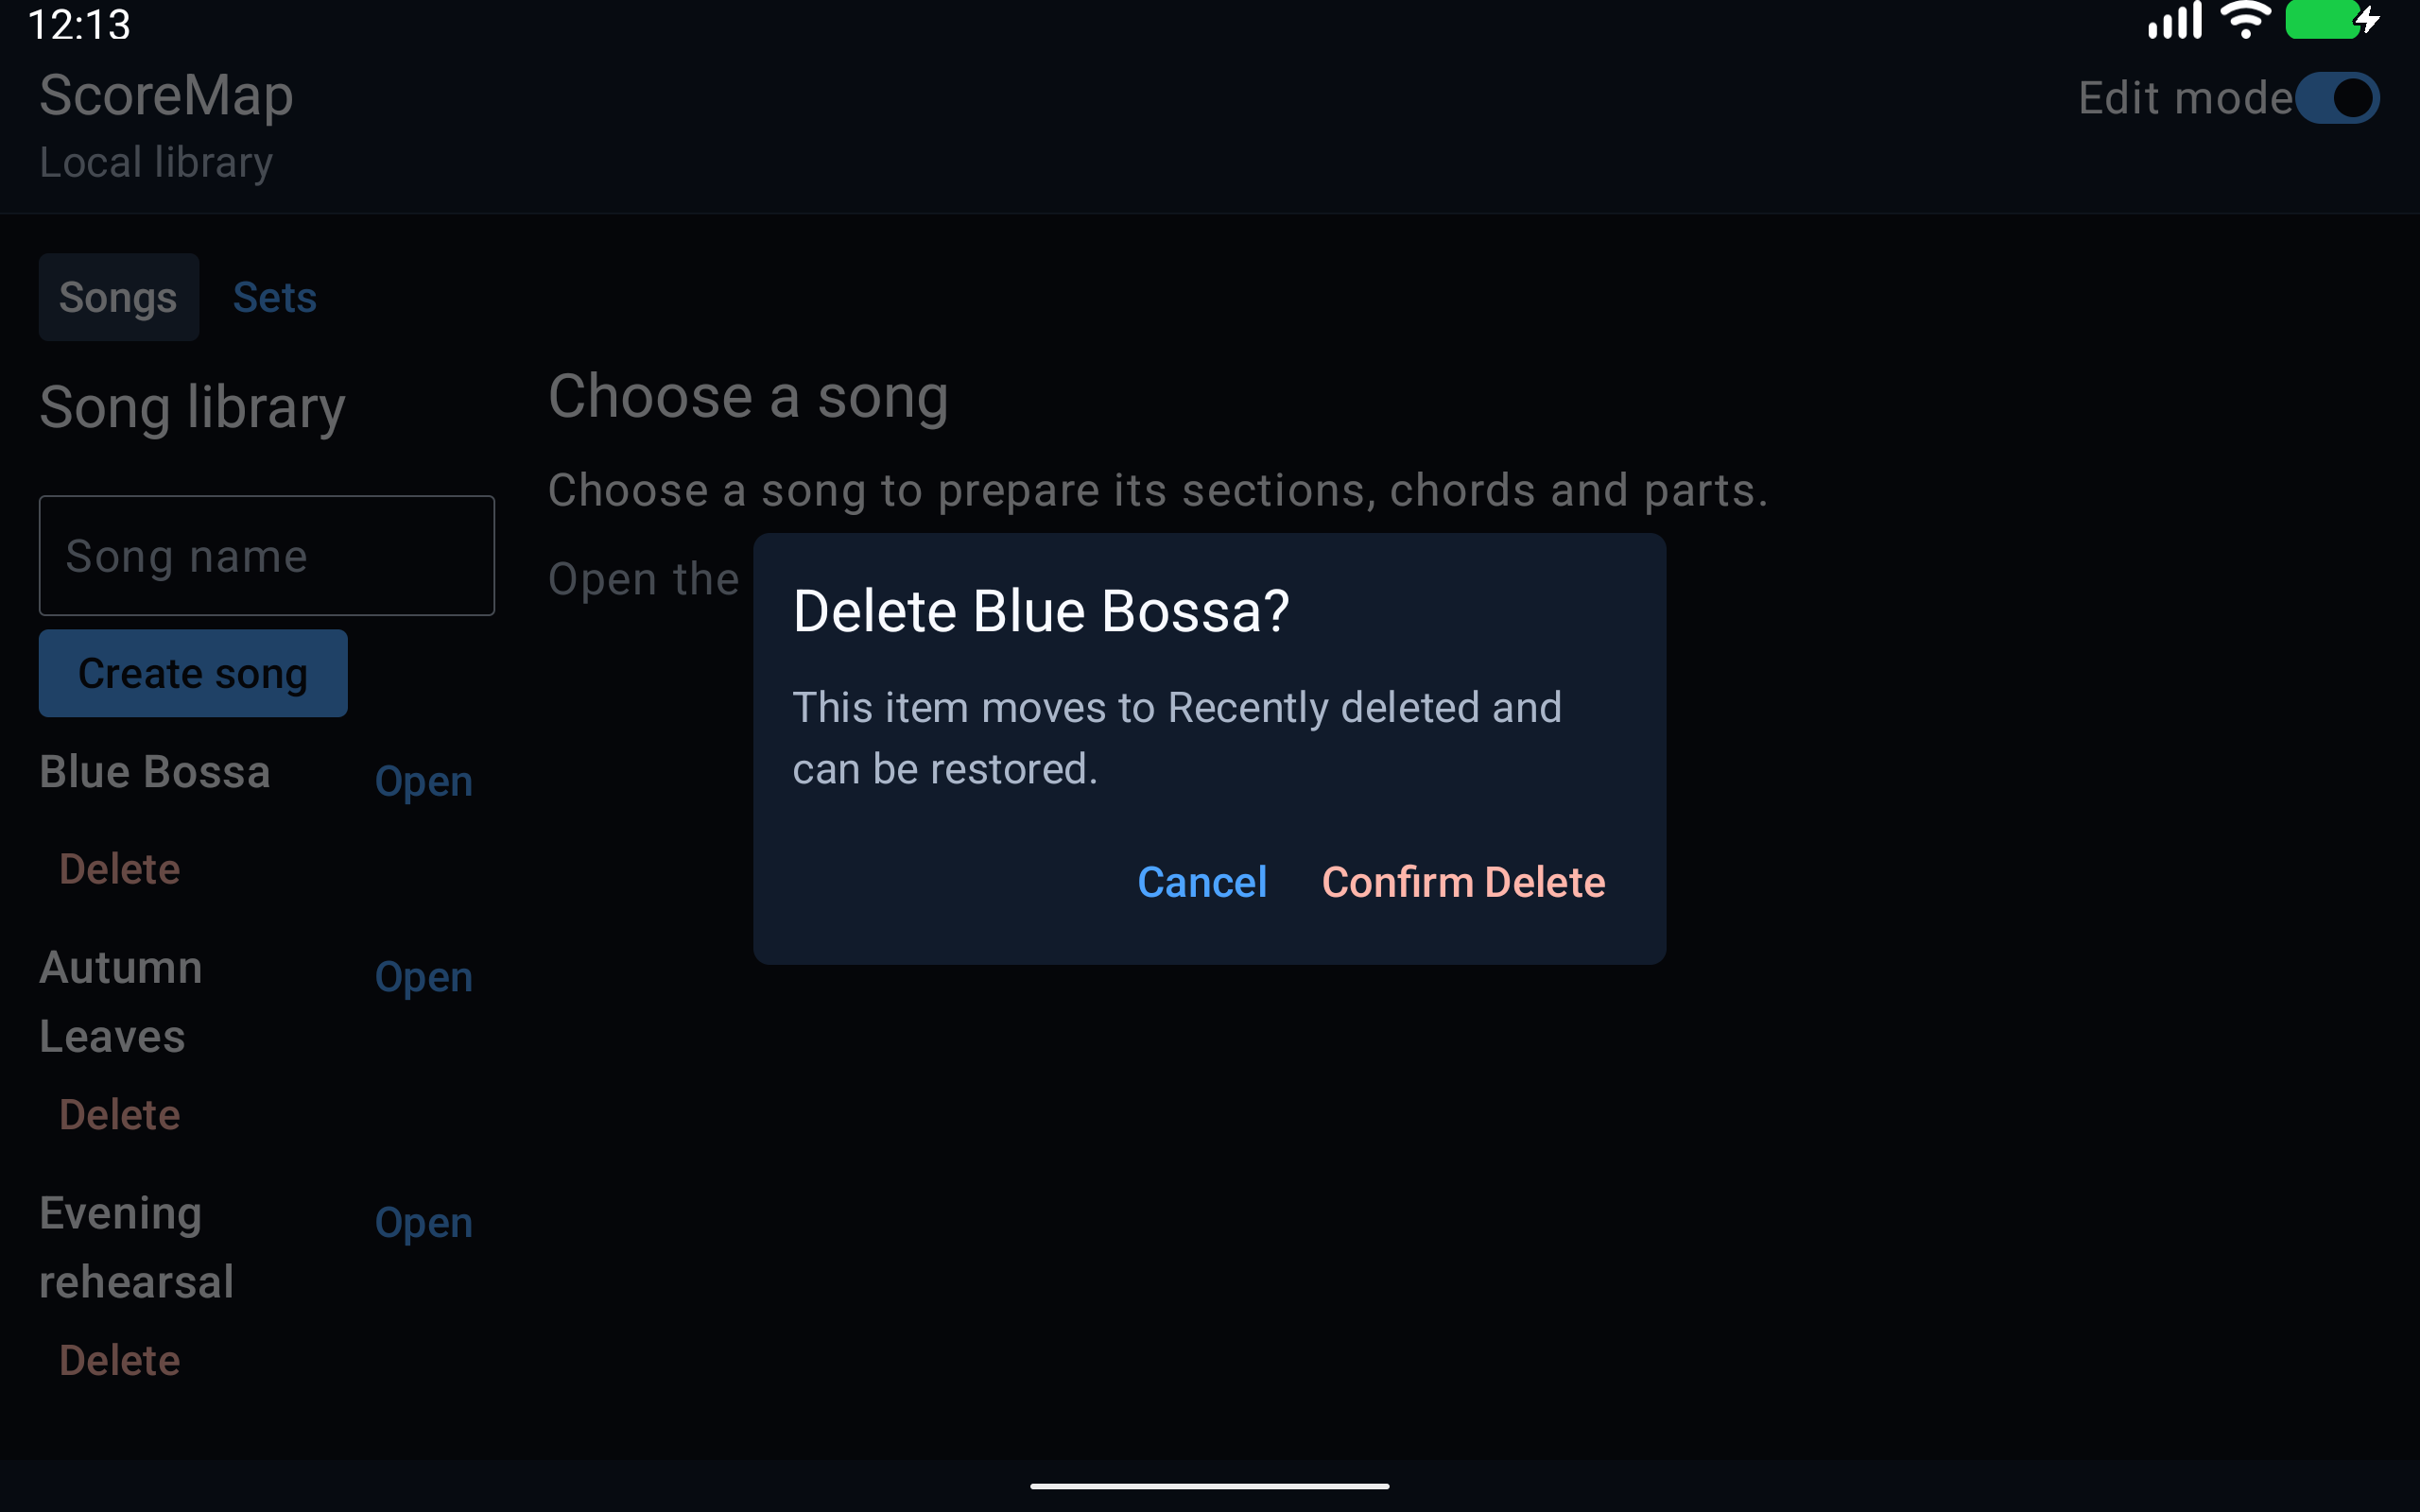 12:13
ScoreMap
Edit mode
Local library
Songs
Sets
Song library
Song name
Create song
Blue Bossa
Open
Delete
Autumn
Leaves
Open
Delete
Evening
rehearsal
Open
Delete
Choose a song
Choose a song to prepare its sections, chords and parts.
Open the
Delete Blue Bossa?
This item moves to Recently deleted and
can be restored.
Cancel
Confirm Delete